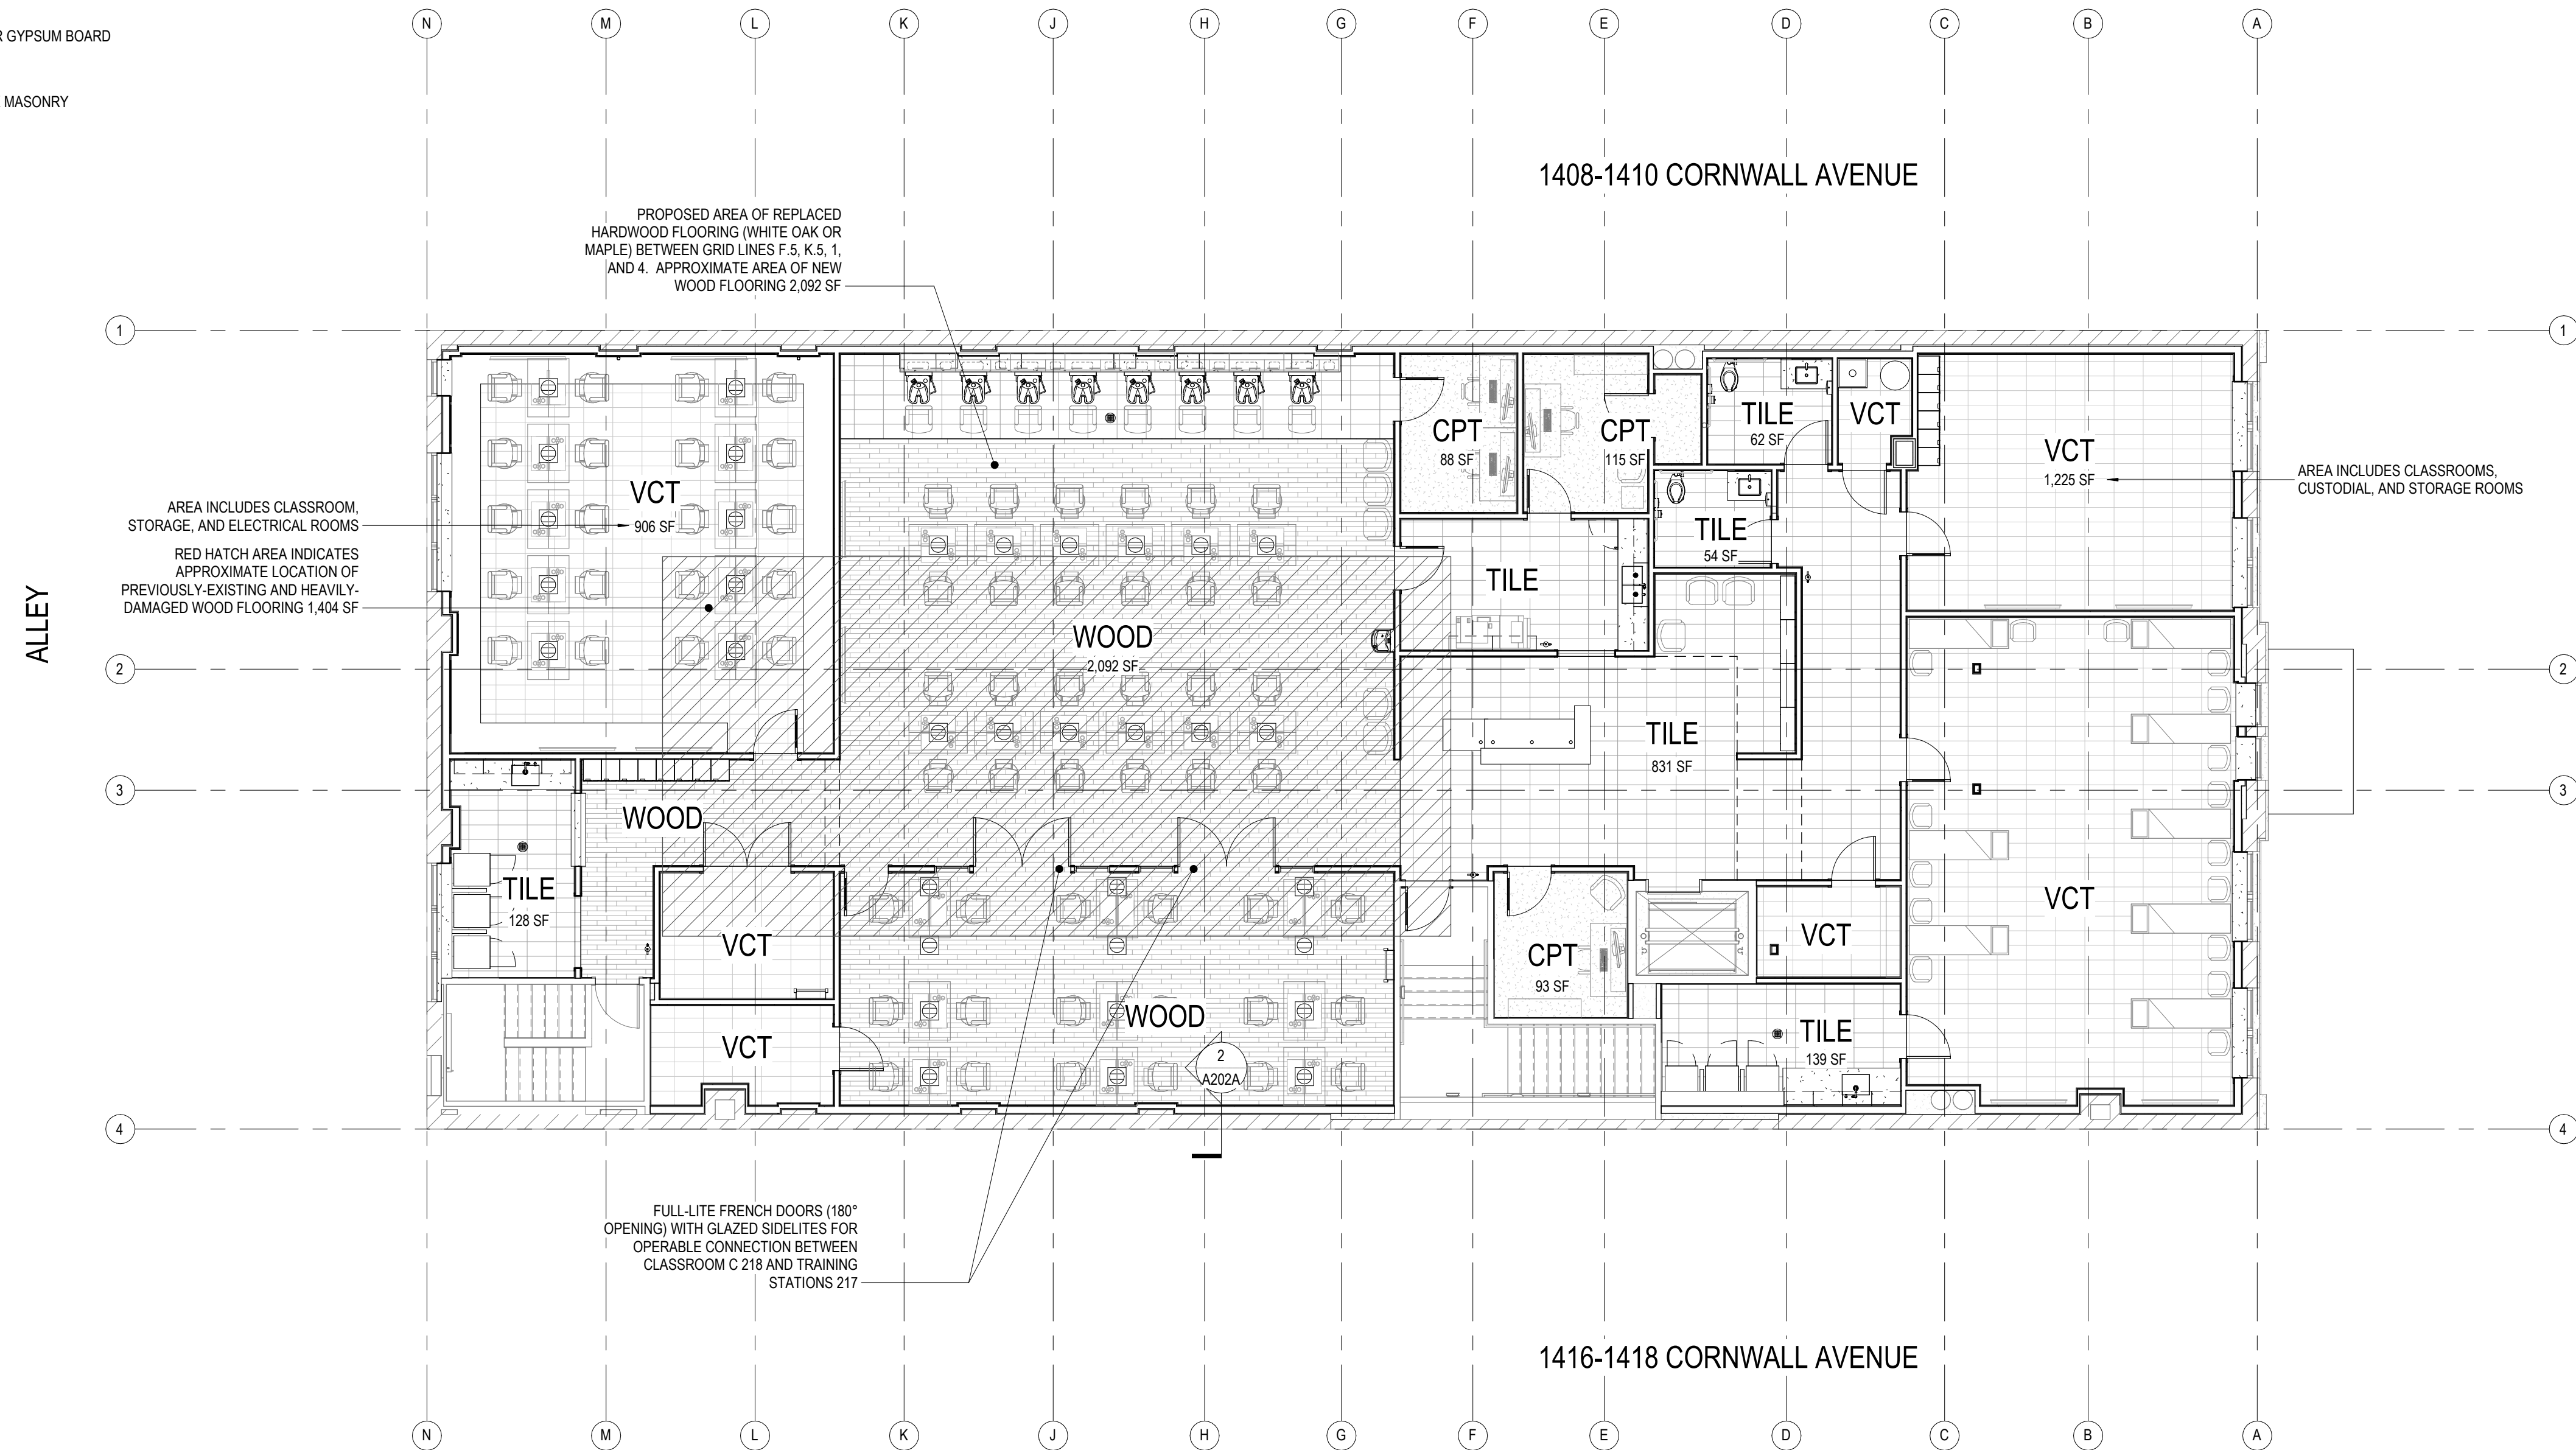 N M L K J H G F E D C B A
R GYPSUM BOARD
MASONRY
1408-1410 CORNWALL AVENUE
PROPOSED AREA OF REPLACED
HARDWOOD FLOORING (WHITE OAK OR
MAPLE) BETWEEN GRID LINES F.5, K.5, 1,
AND 4. APPROXIMATE AREA OF NEW
WOOD FLOORING 2,092 SF
1
1
AREA INCLUDES CLASSROOM,
STORAGE, AND ELECTRICAL ROOMS
RED HATCH AREA INDICATES
APPROXIMATE LOCATION OF
PREVIOUSLY-EXISTING AND HEAVILY-
DAMAGED WOOD FLOORING 1,404 SF
ALLEY
VCT
906 SF
CPT
88 SF
CPT
115 SF
TILE
62 SF
VCT
VCT
1,225 SF
AREA INCLUDES CLASSROOMS,
CUSTODIAL, AND STORAGE ROOMS
TILE
54 SF
TILE
WOOD
2,092 SF
2
2
TILE
831 SF
3
3
WOOD
TILE
128 SF
VCT
VCT
WOOD
CPT
93 SF
VCT
VCT
TILE
139 SF
2
A202A
4
4
FULL-LITE FRENCH DOORS (180°
OPENING) WITH GLAZED SIDELITES FOR
OPERABLE CONNECTION BETWEEN
CLASSROOM C 218 AND TRAINING
STATIONS 217
1416-1418 CORNWALL AVENUE
N M L K J H G F E D C B A